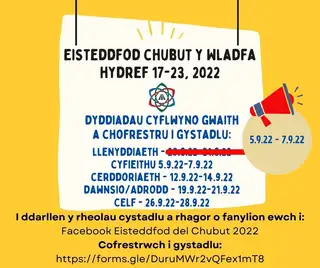 EISTEDDFOD CHUBUT Y WLADFA
HYDREF 17-23, 2022
DYDDIADAU CYFLWYNO GWAITH
A CHOFRESTRU I GYSTADLU:
LLENYDDIAETH -
5.9.22 - 7.9.22
CYFIEITHU 5.9.22-7.9.22
CERDDORIAETH - 12.9.22-14.9.22
DAWNSIO/ADRODD - 19.9.22-21.9.22
CELF - 26.9.22-28.9.22
I ddarllen y rheolau cystadlu a rhagor o fanylion ewch i:
Facebook Eisteddfod del Chubut 2022
Cofrestrwch i gystadlu:
https://forms.gle/DuruMWr2vQFex1mT8